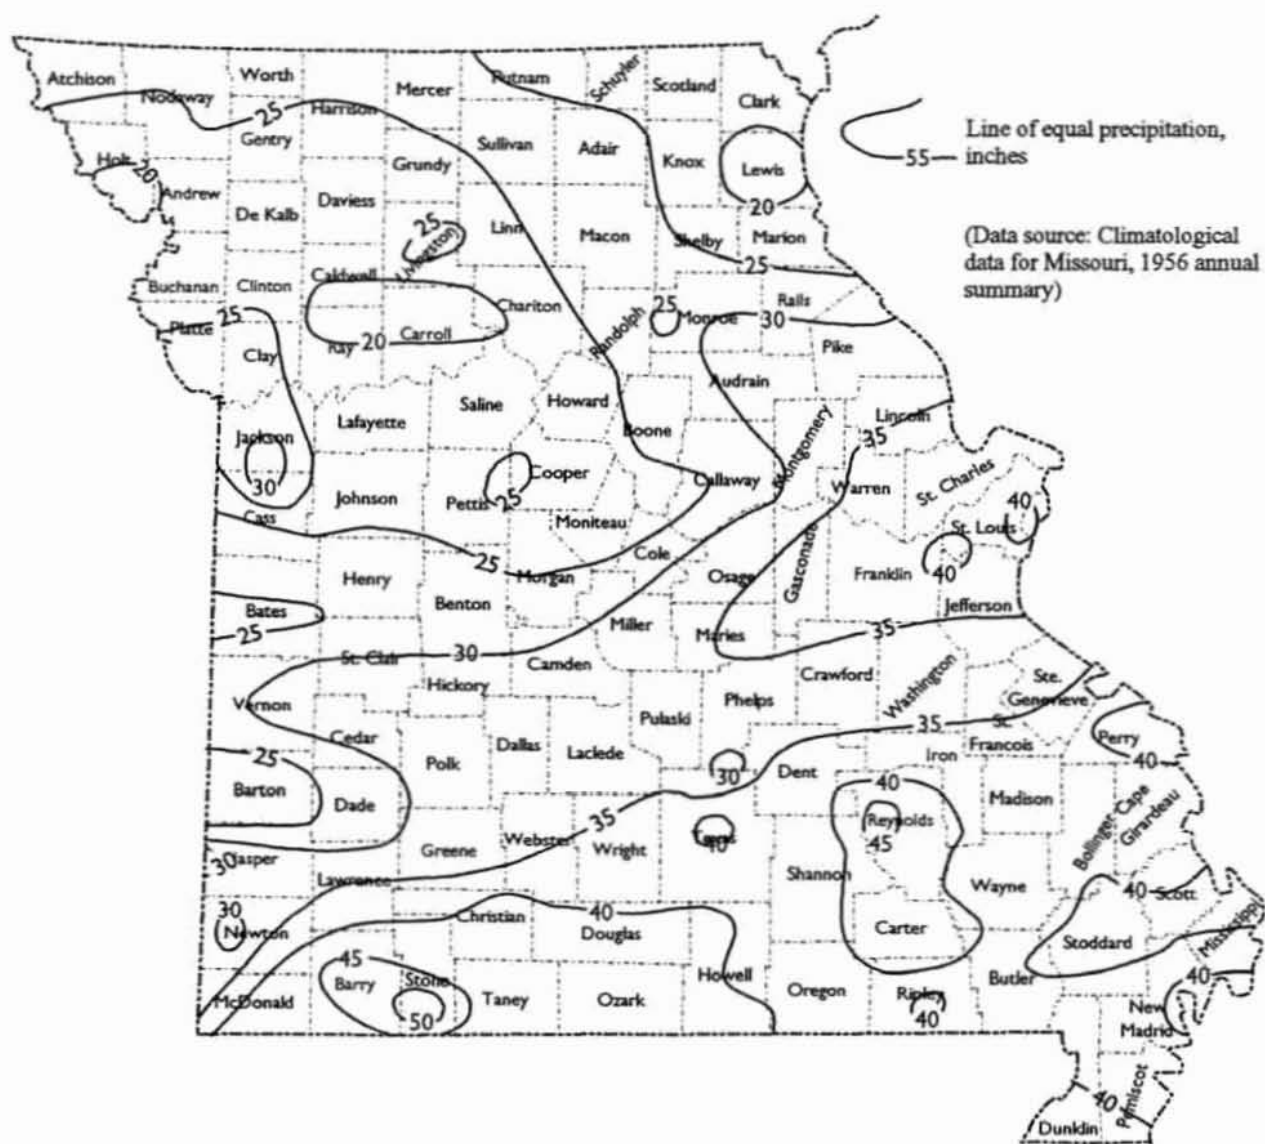 Atchison
Nodaway
Worth
Harrison
Mercer
Putnam
Schuyler
Scotland
Clark
25
Gentry
Sullivan
Adair
Knox
Lewis
20
Line of equal precipitation,
55
inches
Holt
20
Andrew
De Kalb
Daviess
Grundy
Linn
Macon
Shelby
Marion
25
(Data source: Climatological
data for Missouri, 1956 annual
summary)
25
Livingston
Buchanan
Clinton
Caldwell
Chariton
Randolph
25
Monroe
Ralls
30
Platte
25
Clay
Ray
20
Carroll
Pike
Audrain
Lafayette
Saline
Howard
Boone
Montgomery
Lincoln
35
Jackson
30
Johnson
Pettis
25
Cooper
Callaway
Warren
St. Charles
Cass
Moniteau
40
St. Louis
40
25
Morgan
Cole
Osage
Gasconade
Franklin
Henry
Benton
Jefferson
Bates
25
Miller
Maries
35
St. Clair
30
Camden
Crawford
Washington
Ste.
Genevieve
Hickory
Vernon
Pulaski
Phelps
35
St.
Francois
Perry
40
Cedar
Polk
Dallas
Laclede
30
Dent
Iron
25
Barton
Dade
40
Reynolds
45
Madison
Bollinger
Cape
Girardeau
35
Webster
Wright
Texas
40
30
Jasper
Greene
Lawrence
Shannon
Wayne
40
Scott
Mississippi
30
Newton
Christian
40
Douglas
Carter
Stoddard
45
Barry
Stone
50
McDonald
Taney
Ozark
Howell
Oregon
Ripley
40
Butler
40
New
Madrid
40
Pemiscot
Dunklin